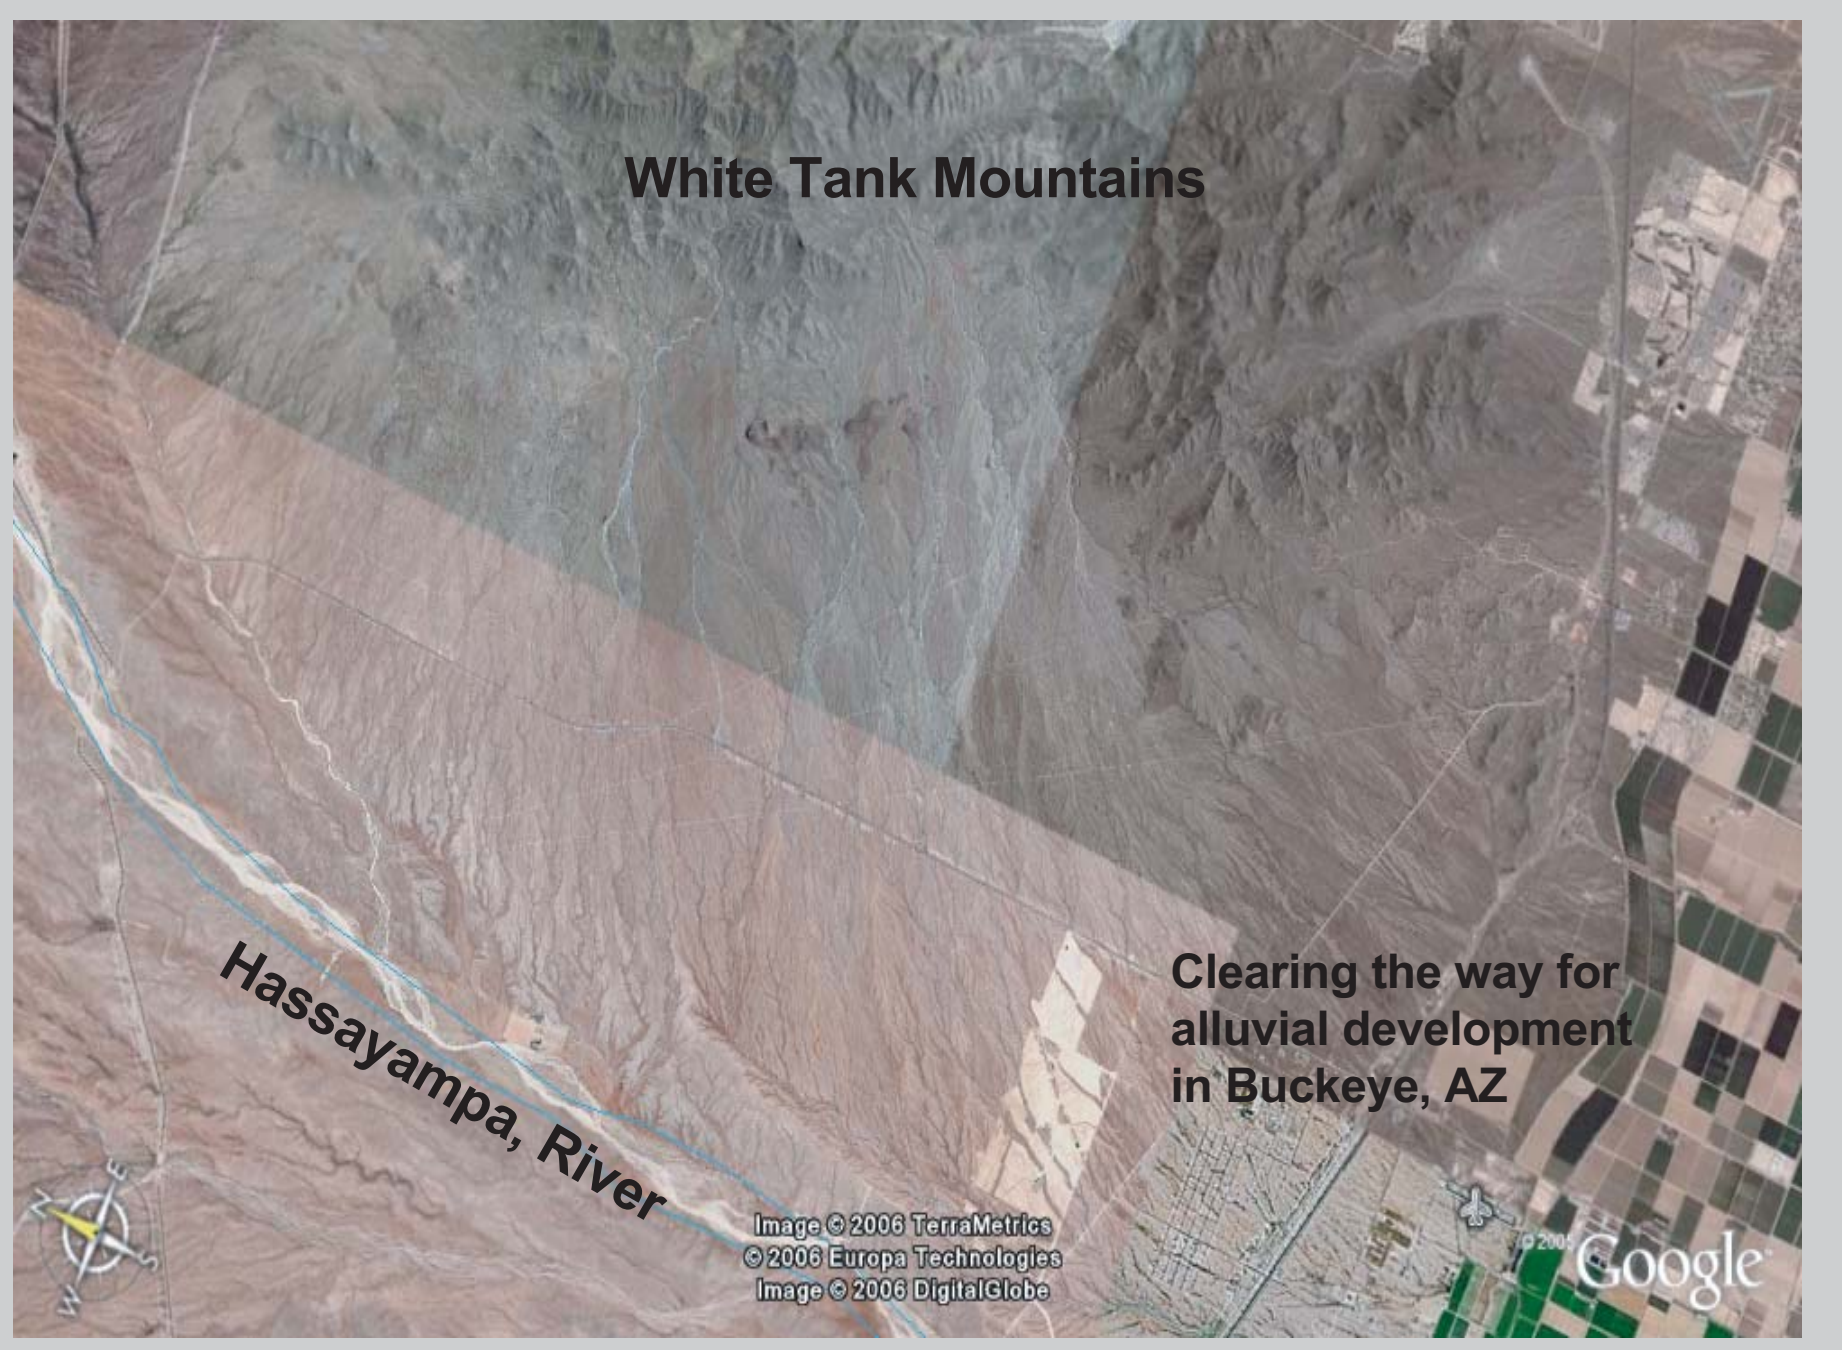 White Tank Mountains
Clearing the way for
alluvial development
in Buckeye, AZ
Hassayampa, River
N
E
S
W
Image © 2006 TerraMetrics
© 2006 Europa Technologies
Image © 2006 DigitalGlobe
© 2005 Google